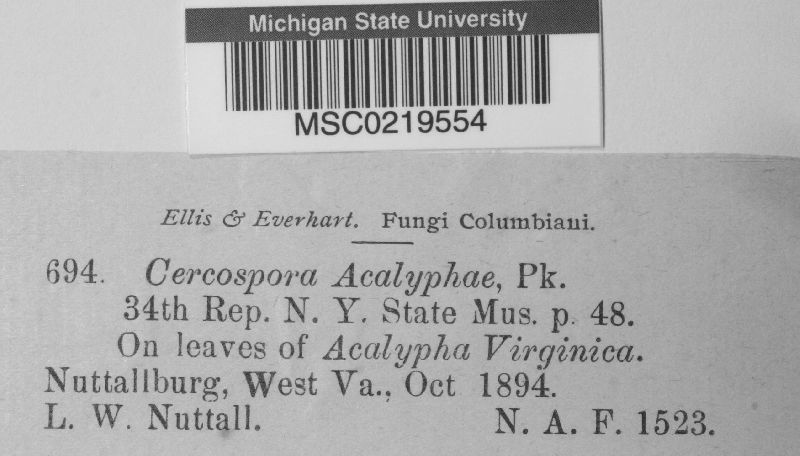 Michigan State University
MSC0219554
Ellis & Everhart. Fungi Columbiani.
694. Cercospora Acalyphae, Pk.
34th Rep. N. Y. State Mus. p. 48.
On leaves of Acalypha Virginica.
Nuttallburg, West Va., Oct 1894.
L. W. Nuttall. N. A. F. 1523.